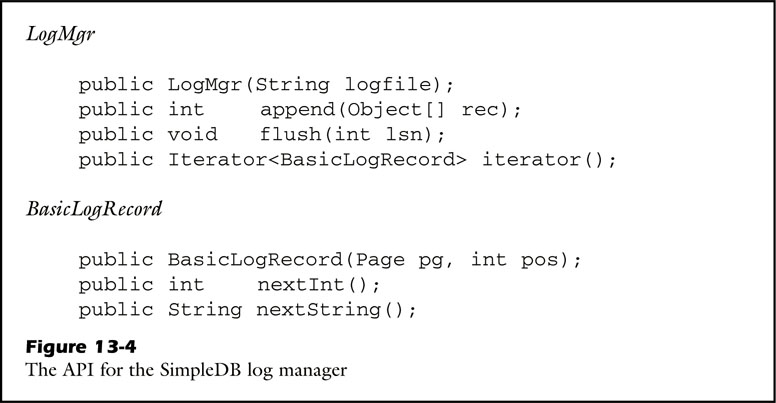 LogMgr
public LogMgr(String logfile);
public int    append(Object[] rec);
public void   flush(int lsn);
public Iterator<BasicLogRecord> iterator();
BasicLogRecord
public BasicLogRecord(Page pg, int pos);
public int    nextInt();
public String nextString();
Figure 13-4
The API for the SimpleDB log manager